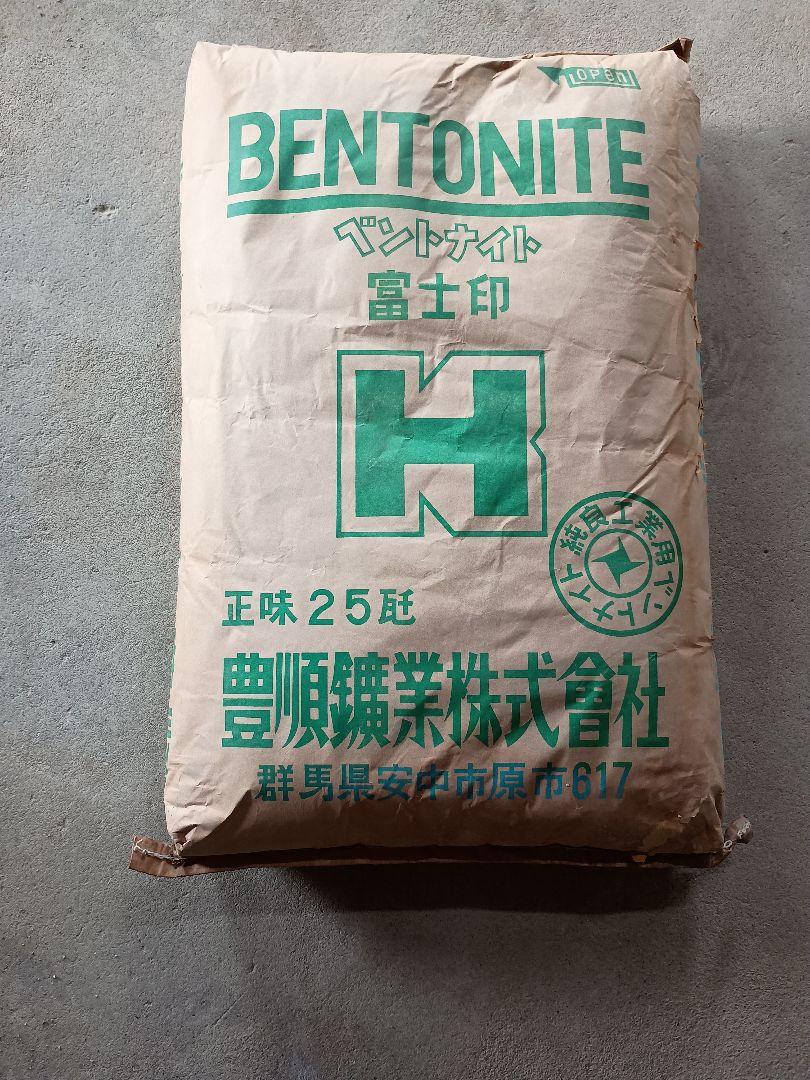 OPEn
BENTONITE
ベントナイト
富士印
H
純良工業用ベントナイト
正味25瓩
豊順鑛業株式會社
群馬県安中市原市617